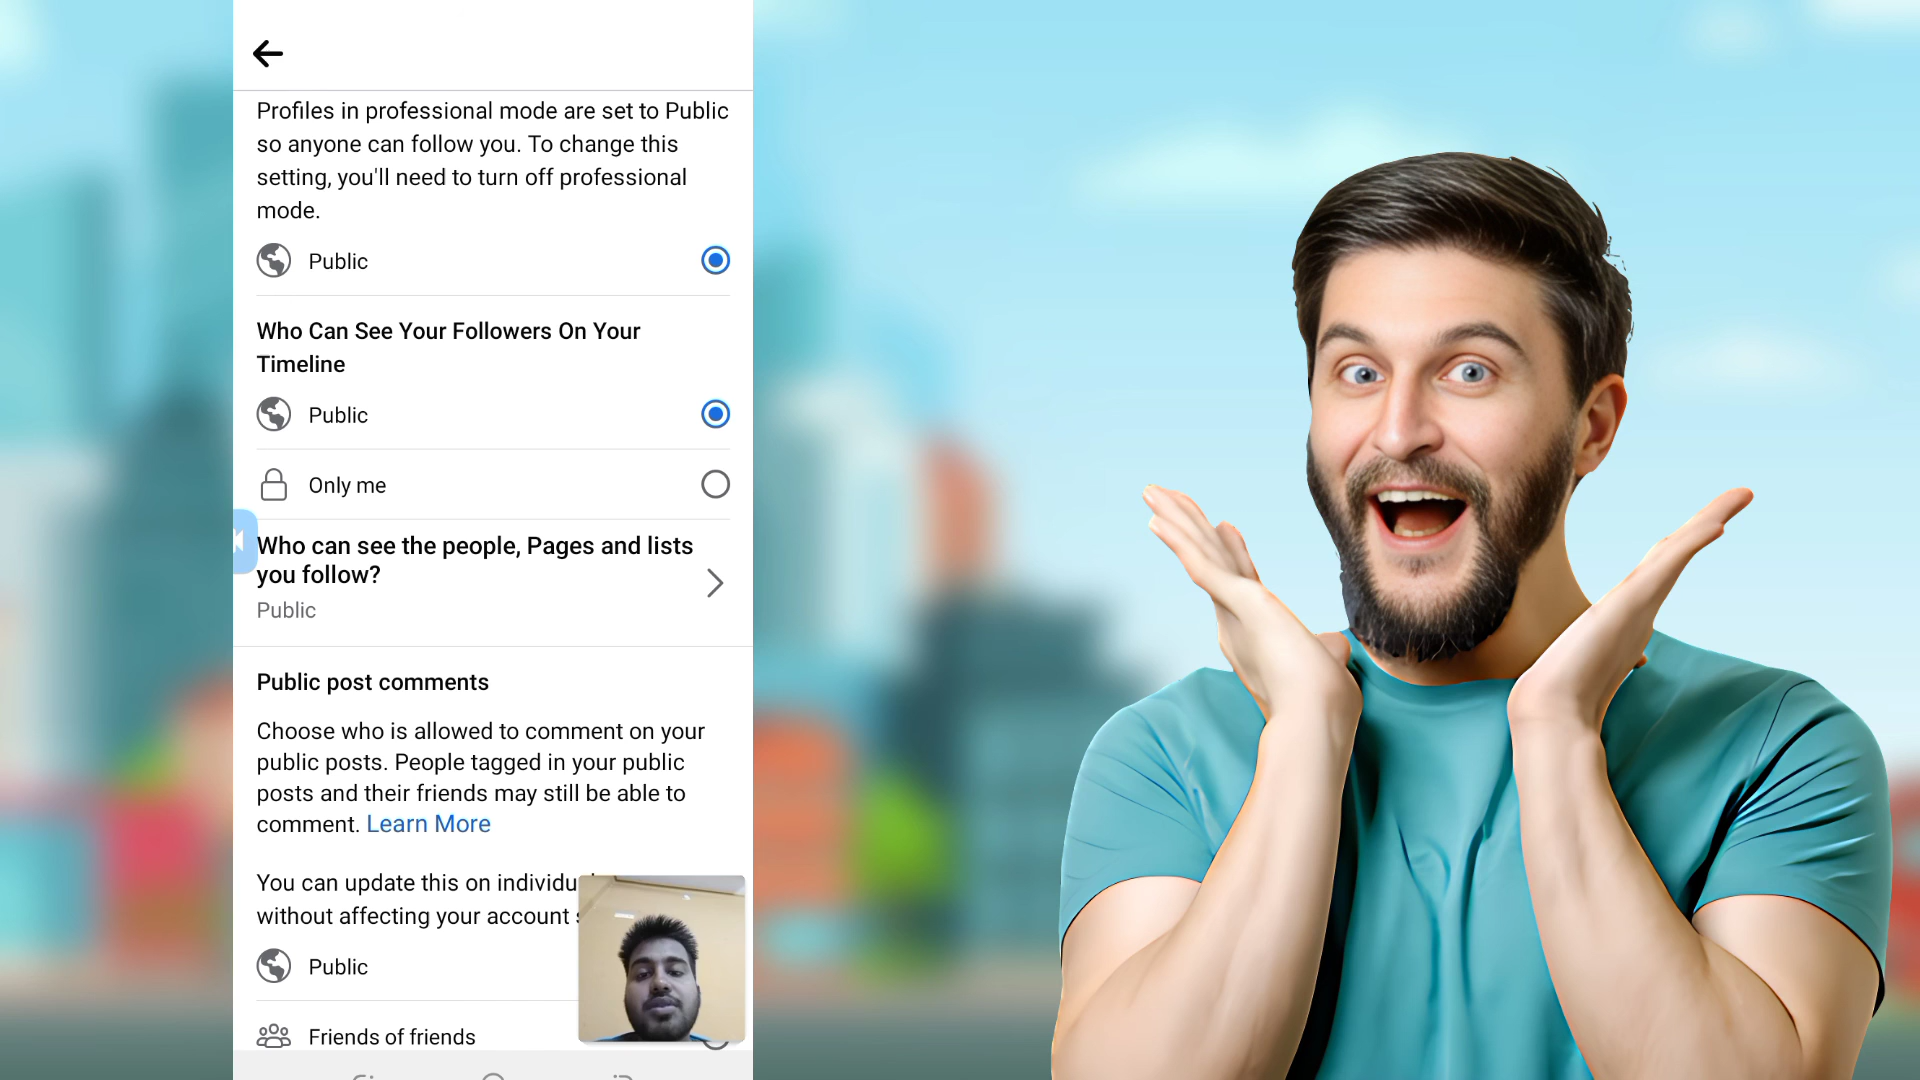 Profiles in professional mode are set to Public
so anyone can follow you. To change this
setting, you'll need to turn off professional
mode.
Public
Who Can See Your Followers On Your
Timeline
Public
Only me
Who can see the people, Pages and lists
you follow?
Public
Public post comments
Choose who is allowed to comment on your
public posts. People tagged in your public
posts and their friends may still be able to
comment. Learn More
You can update this on
without affecting your account
Public
Friends of friends